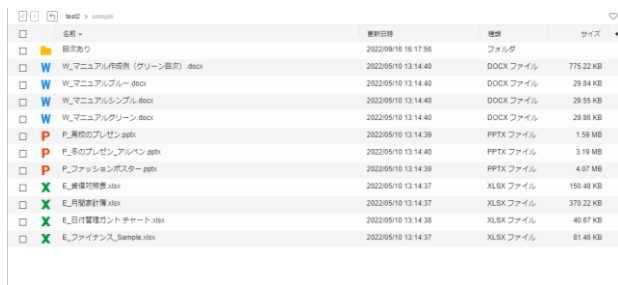 test2 > sample
名前 更新日時 種類 サイズ
目次あり 2022/09/16 16:17:56 フォルダ
W W_マニュアル作成例（グリーン目次）.docx 2022/05/10 13:14:40 DOCX ファイル 775.22 KB
W W_マニュアルブルー.docx 2022/05/10 13:14:40 DOCX ファイル 29.84 KB
W W_マニュアルシンプル.docx 2022/05/10 13:14:40 DOCX ファイル 29.55 KB
W W_マニュアルグリーン.docx 2022/05/10 13:14:40 DOCX ファイル 29.86 KB
P P_高校のプレゼン.pptx 2022/05/10 13:14:39 PPTX ファイル 1.59 MB
P P_冬のプレゼン_アルペン.pptx 2022/05/10 13:14:40 PPTX ファイル 3.19 MB
P P_ファッションポスター.pptx 2022/05/10 13:14:39 PPTX ファイル 4.07 MB
X E_貸借対照表.xlsx 2022/05/10 13:14:37 XLSX ファイル 150.48 KB
X E_月間家計簿.xlsx 2022/05/10 13:14:37 XLSX ファイル 370.22 KB
X E_日付管理ガントチャート.xlsx 2022/05/10 13:14:38 XLSX ファイル 40.67 KB
X E_ファイナンス_Sample.xlsx 2022/05/10 13:14:37 XLSX ファイル 81.46 KB